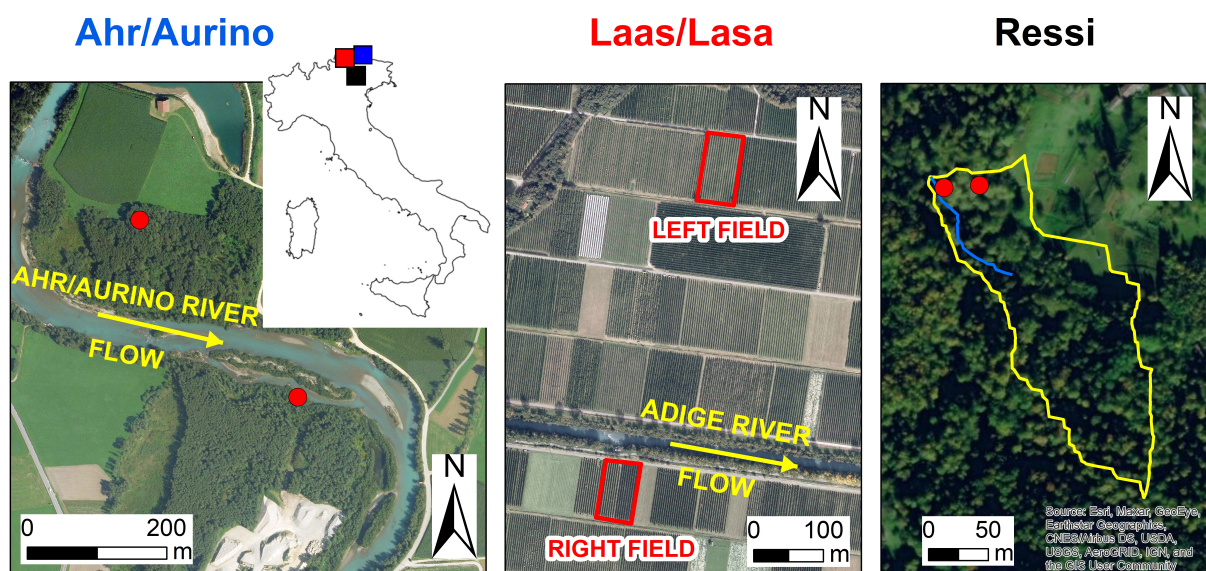 Ahr/Aurino
Laas/Lasa
Ressi
AHR/AURINO RIVER
FLOW
N
0 200
m
N
LEFT FIELD
ADIGE RIVER
FLOW
RIGHT FIELD
0 100
m
N
0 50
m
Source: Esri, Maxar, GeoEye,
Earthstar Geographics,
CNES/Airbus DS, USDA,
USGS, AeroGRID, IGN, and
the GIS User Community